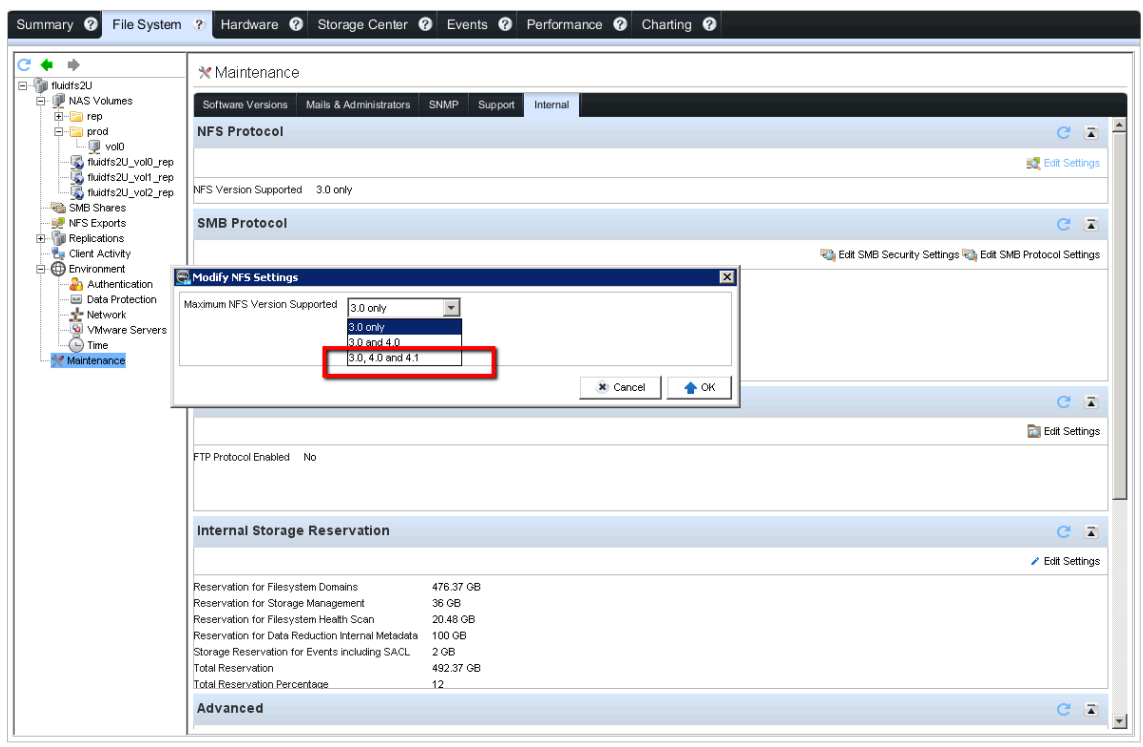 Summary ? File System ? Hardware ? Storage Center ? Events ? Performance ? Charting ?
fluidfs2U
NAS Volumes
rep
prod
vol0
fluidfs2U_vol0_rep
fluidfs2U_vol1_rep
fluidfs2U_vol2_rep
SMB Shares
NFS Exports
Replications
Client Activity
Environment
Authentication
Data Protection
Network
VMware Servers
Time
Maintenance
Maintenance
Software Versions Mails & Administrators SNMP Support Internal
NFS Protocol
Edit Settings
NFS Version Supported 3.0 only
SMB Protocol
Edit SMB Security Settings Edit SMB Protocol Settings
Modify NFS Settings
Maximum NFS Version Supported 3.0 only
3.0 only
3.0 and 4.0
3.0, 4.0 and 4.1
Cancel OK
Edit Settings
FTP Protocol Enabled No
Internal Storage Reservation
Edit Settings
Reservation for Filesystem Domains 476.37 GB
Reservation for Storage Management 36 GB
Reservation for Filesystem Health Scan 20.48 GB
Reservation for Data Reduction Internal Metadata 100 GB
Storage Reservation for Events including SACL 2 GB
Total Reservation 492.37 GB
Total Reservation Percentage 12
Advanced